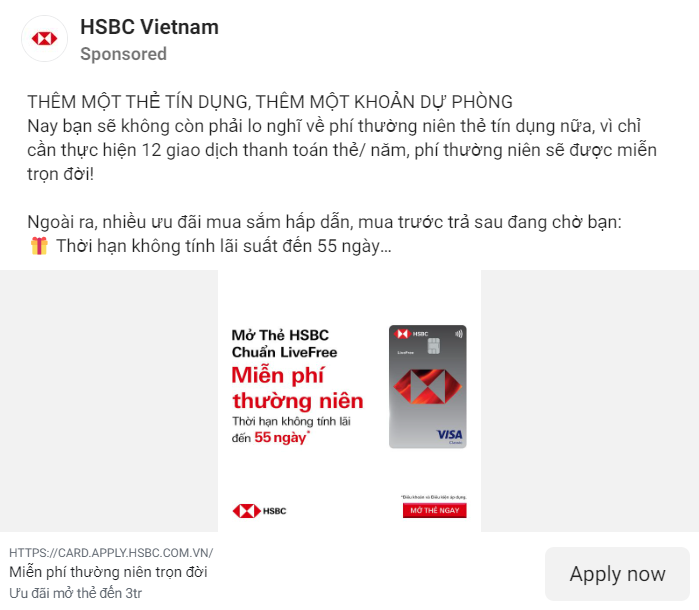 HSBC Vietnam
Sponsored
THÊM MỘT THẺ TÍN DỤNG, THÊM MỘT KHOẢN DỰ PHÒNG
Nay bạn sẽ không còn phải lo nghĩ về phí thường niên thẻ tín dụng nữa, vì chỉ
cần thực hiện 12 giao dịch thanh toán thẻ/ năm, phí thường niên sẽ được miễn
trọn đời!
Ngoài ra, nhiều ưu đãi mua sắm hấp dẫn, mua trước trả sau đang chờ bạn:
🎁 Thời hạn không tính lãi suất đến 55 ngày...
Mở Thẻ HSBC
Chuẩn LiveFree
Miễn phí
thường niên
Thời hạn không tính lãi
đến 55 ngày*
HSBC
LiveFree
VISA
Classic
*Điều khoản và Điều kiện áp dụng.
HSBC
MỞ THẺ NGAY
HTTPS://CARD.APPLY.HSBC.COM.VN/
Miễn phí thường niên trọn đời
Ưu đãi mở thẻ đến 3tr
Apply now